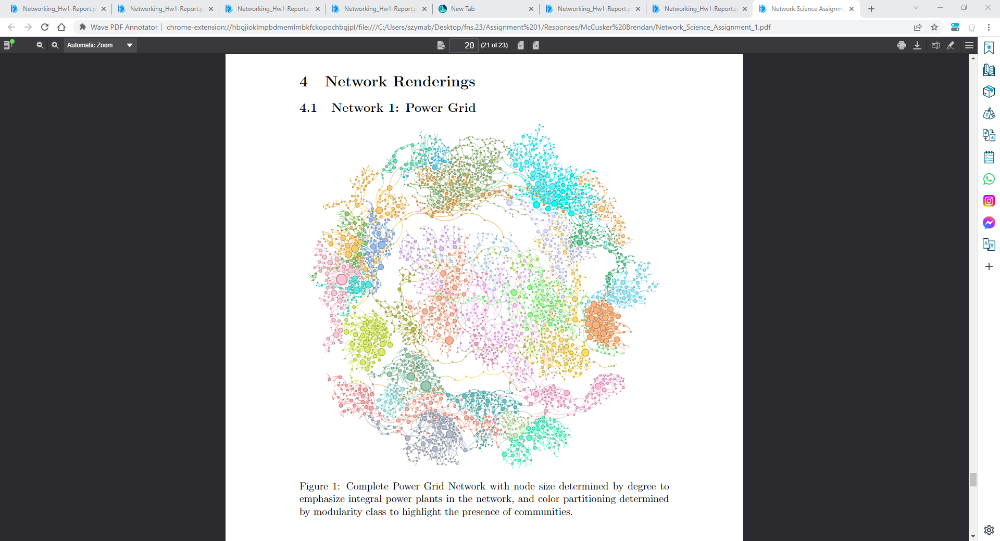 Networking_Hw1-Report.p
Networking_Hw1-Report.p
Networking_Hw1-Report.p
Networking_Hw1-Report.p
New Tab
Networking_Hw1-Report.p
Networking_Hw1-Report.p
Network Science Assignme
Wave PDF Annotator
chrome-extension://hbgjioklmpbdmemlmbkfckopochbgjpl/file:///C:/Users/szymab/Desktop/fns.23/Assignment%201/Responses/McCusker%20Brendan/Network_Science_Assignment_1.pdf
Automatic Zoom
20 (21 of 23)
4 Network Renderings
4.1 Network 1: Power Grid
Figure 1: Complete Power Grid Network with node size determined by degree to
emphasize integral power plants in the network, and color partitioning determined
by modularity class to highlight the presence of communities.